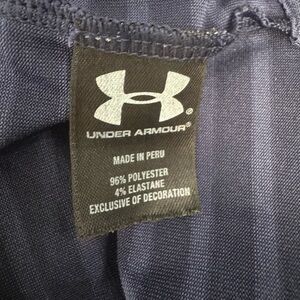 UNDER ARMOUR®
MADE IN PERU
96% POLYESTER
4% ELASTANE
EXCLUSIVE OF DECORATION